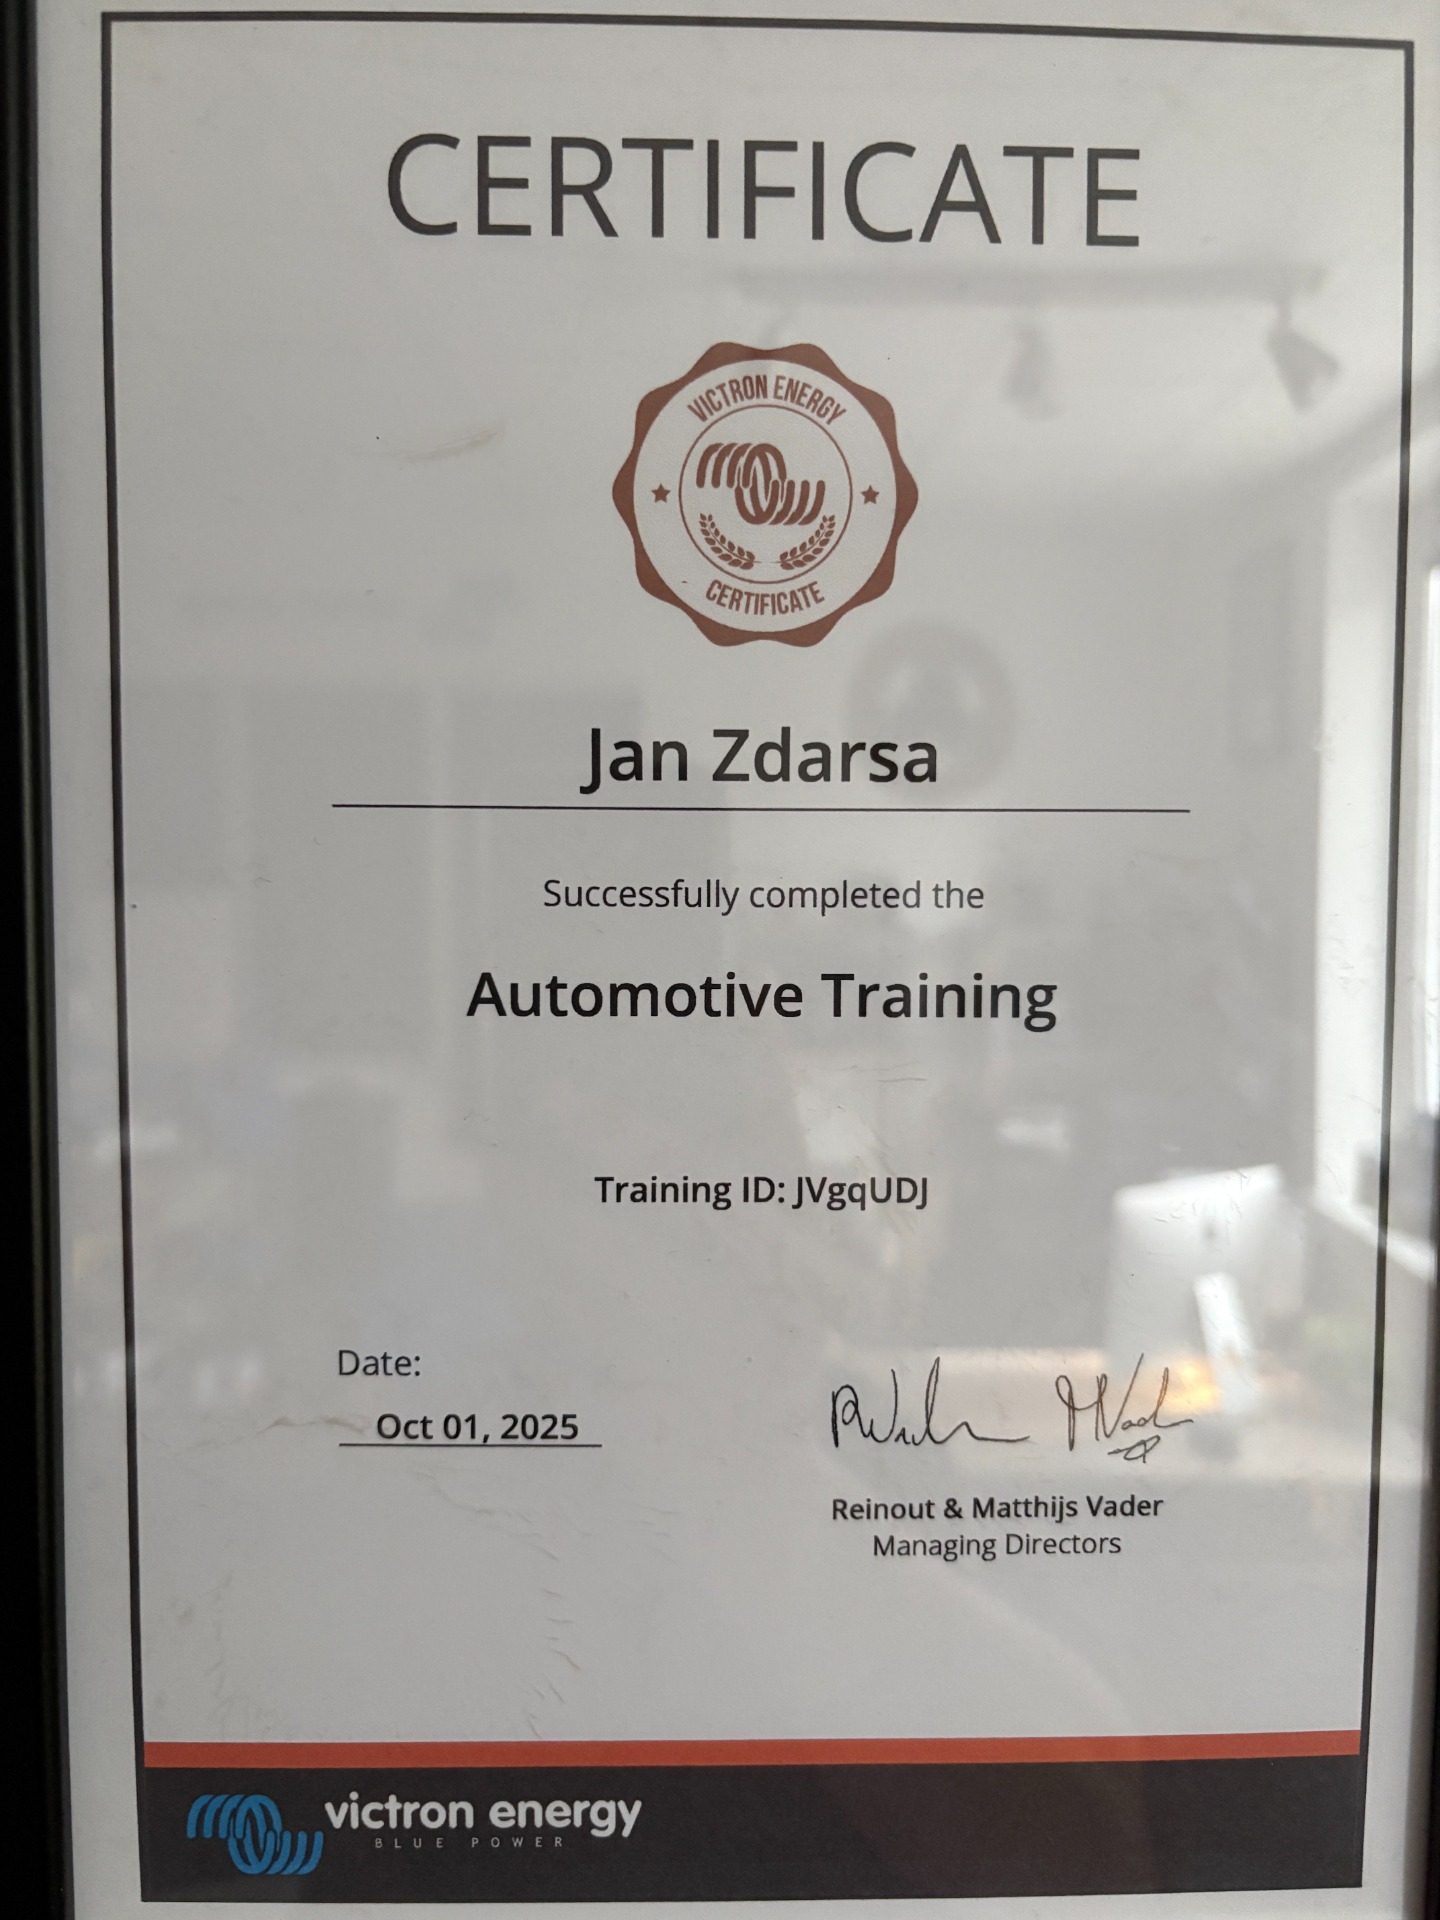 CERTIFICATE
VICTRON ENERGY
CERTIFICATE
Jan Zdarsa
Successfully completed the
Automotive Training
Training ID: JVgqUDJ
Date:
Oct 01, 2025
Reinout & Matthijs Vader
Managing Directors
victron energy
BLUE POWER